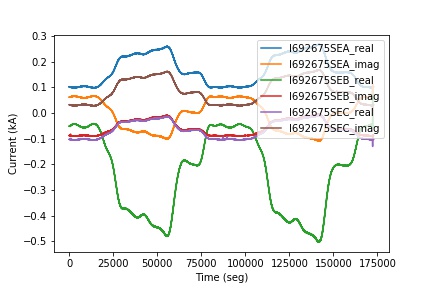 0.3
0.2
0.1
0.0
−0.1
−0.2
−0.3
−0.4
−0.5
Current (kA)
I692675SEA_real
I692675SEA_imag
I692675SEB_real
I692675SEB_imag
I692675SEC_real
I692675SEC_imag
0 25000 50000 75000 100000 125000 150000 175000
Time (seg)